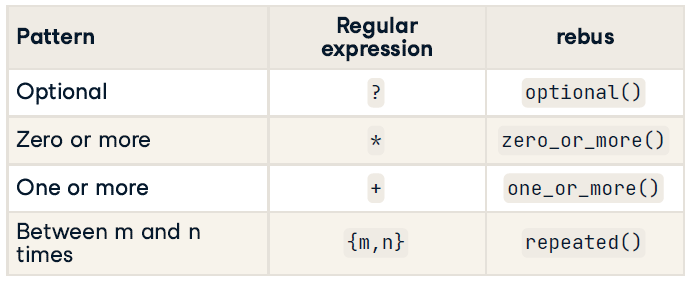 Pattern Regular expression rebus
Optional ? optional()
Zero or more * zero_or_more()
One or more + one_or_more()
Between m and n times {m,n} repeated()